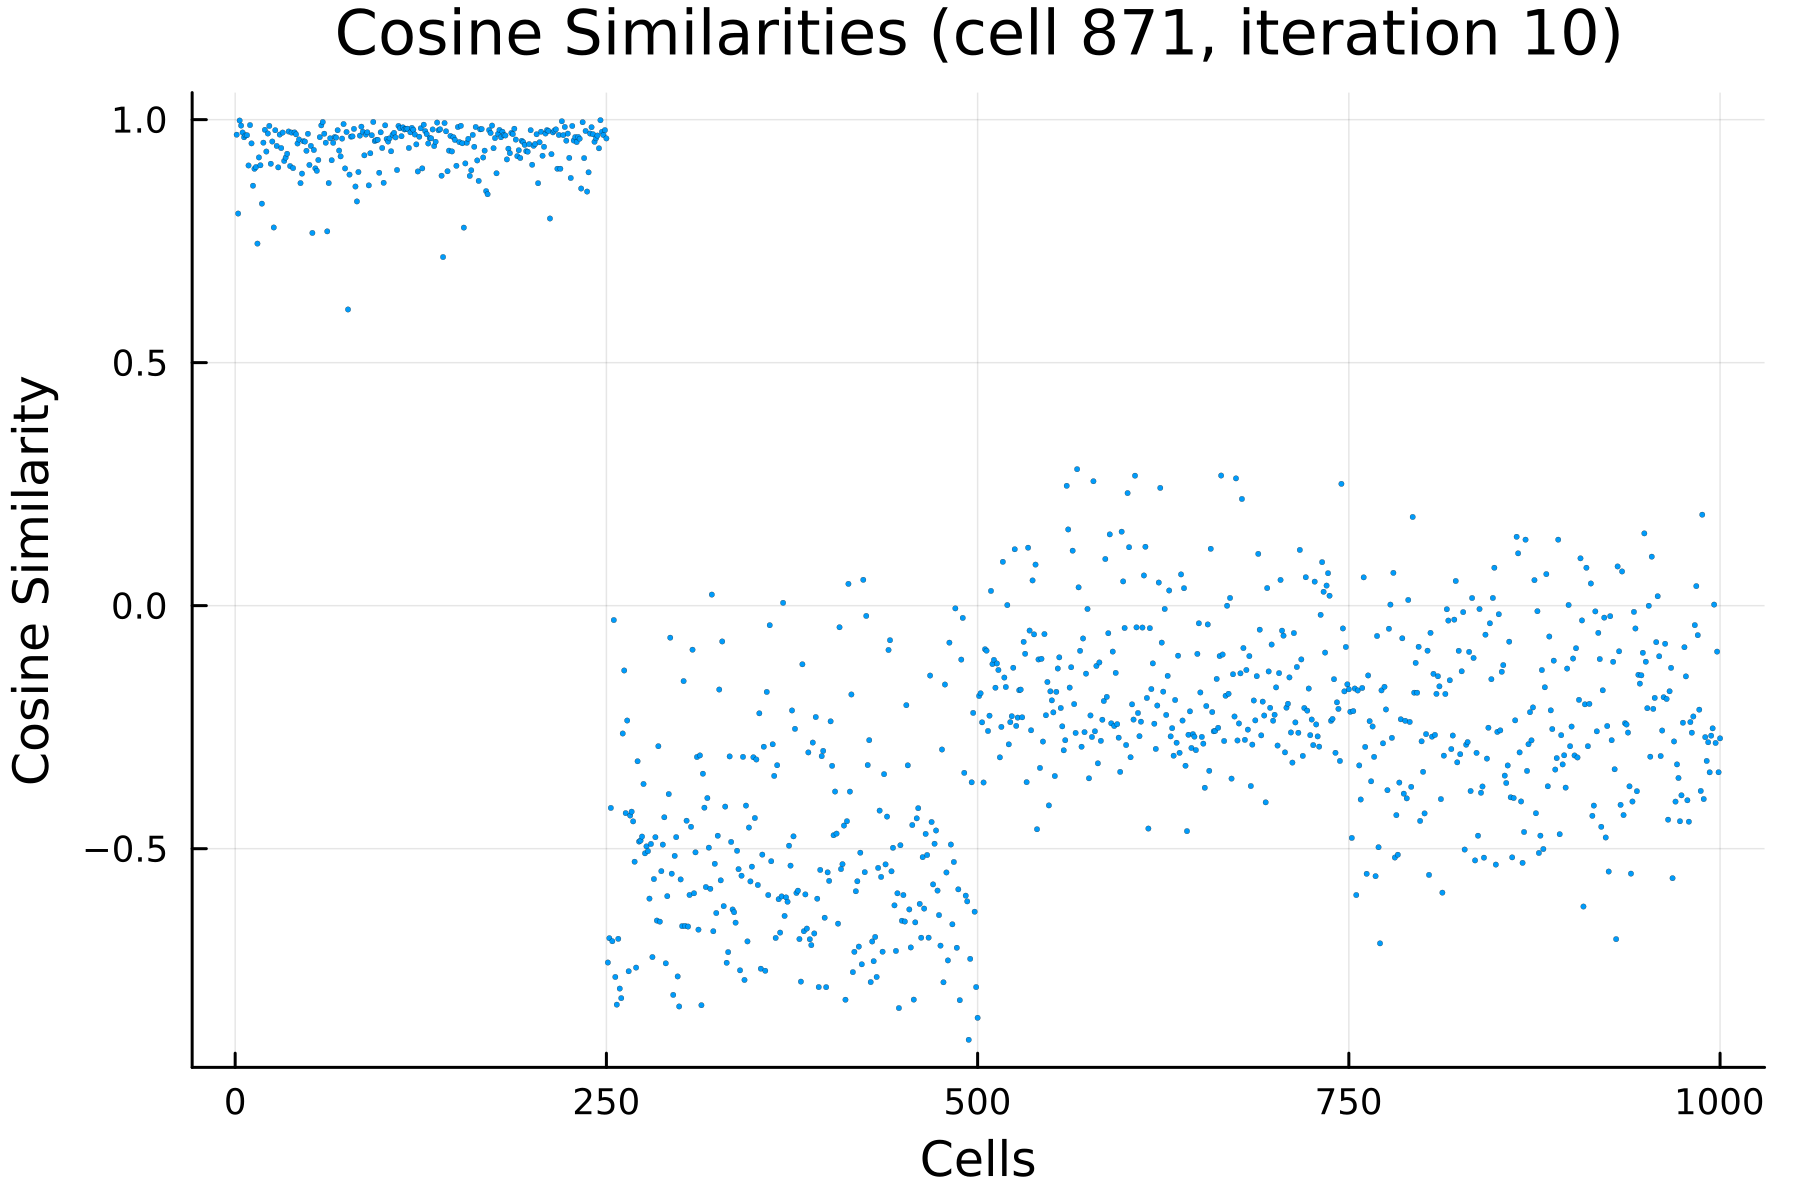 Cosine Similarities (cell 871, iteration 10)
1.0
0.5
0.0
−0.5
Cosine Similarity
0 250 500 750 1000
Cells